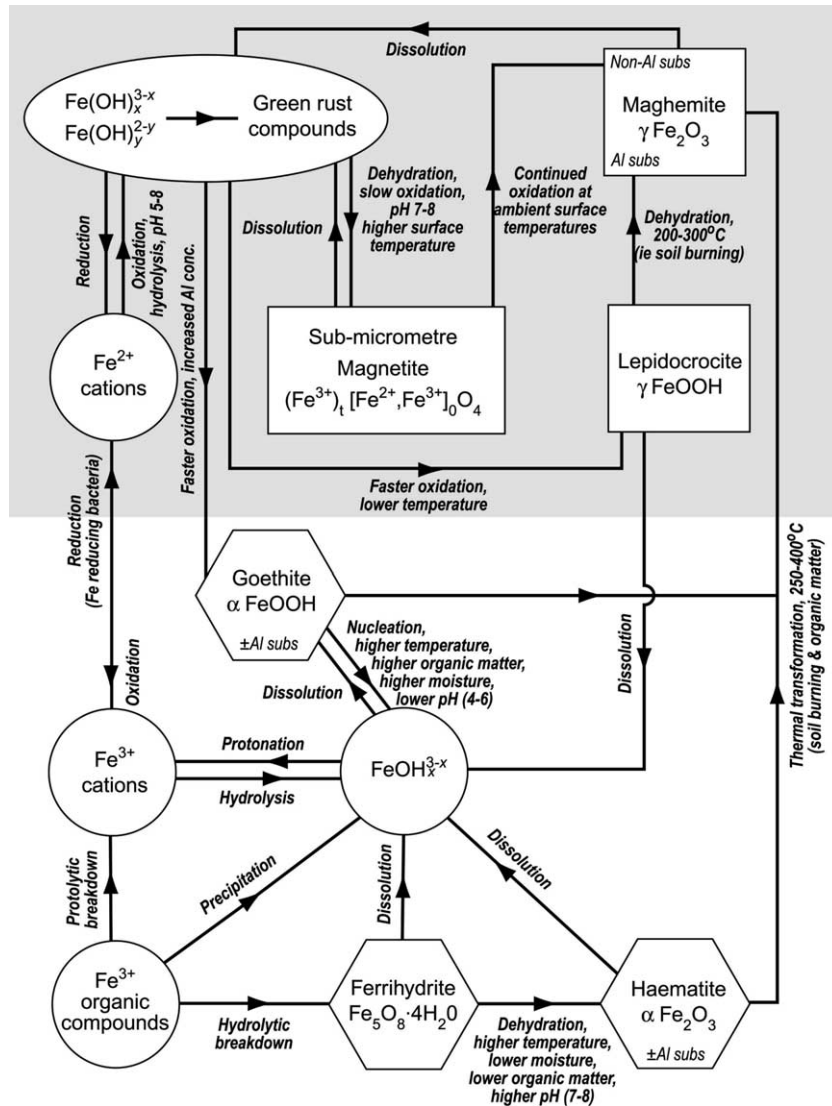 Dissolution
Non-Al subs
Maghemite
γ Fe₂O₃
Al subs
Fe(OH)ₓ³⁻ˣ
Fe(OH)ᵧ²⁻ʸ
Green rust
compounds
Reduction
Oxidation,
hydrolysis, pH 5-8
Faster oxidation, increased Al conc.
Dissolution
Dehydration,
slow oxidation,
pH 7-8
higher surface
temperature
Continued
oxidation at
ambient surface
temperatures
Dehydration,
200-300°C
(ie soil burning)
Fe²⁺
cations
Sub-micrometre
Magnetite
(Fe³⁺)ₜ [Fe²⁺,Fe³⁺]₀O₄
Lepidocrocite
γ FeOOH
Faster oxidation,
lower temperature
Reduction
(Fe reducing bacteria)
Oxidation
Goethite
α FeOOH
±Al subs
Nucleation,
higher temperature,
higher organic matter,
higher moisture,
lower pH (4-6)
Dissolution
Dissolution
Thermal transformation, 250-400°C
(soil burning & organic matter)
Fe³⁺
cations
Protonation
Hydrolysis
FeOHₓ³⁻ˣ
Protolytic
breakdown
Precipitation
Dissolution
Dissolution
Fe³⁺
organic
compounds
Hydrolytic
breakdown
Ferrihydrite
Fe₅O₈·4H₂0
Dehydration,
higher temperature,
lower moisture,
lower organic matter,
higher pH (7-8)
Haematite
α Fe₂O₃
±Al subs